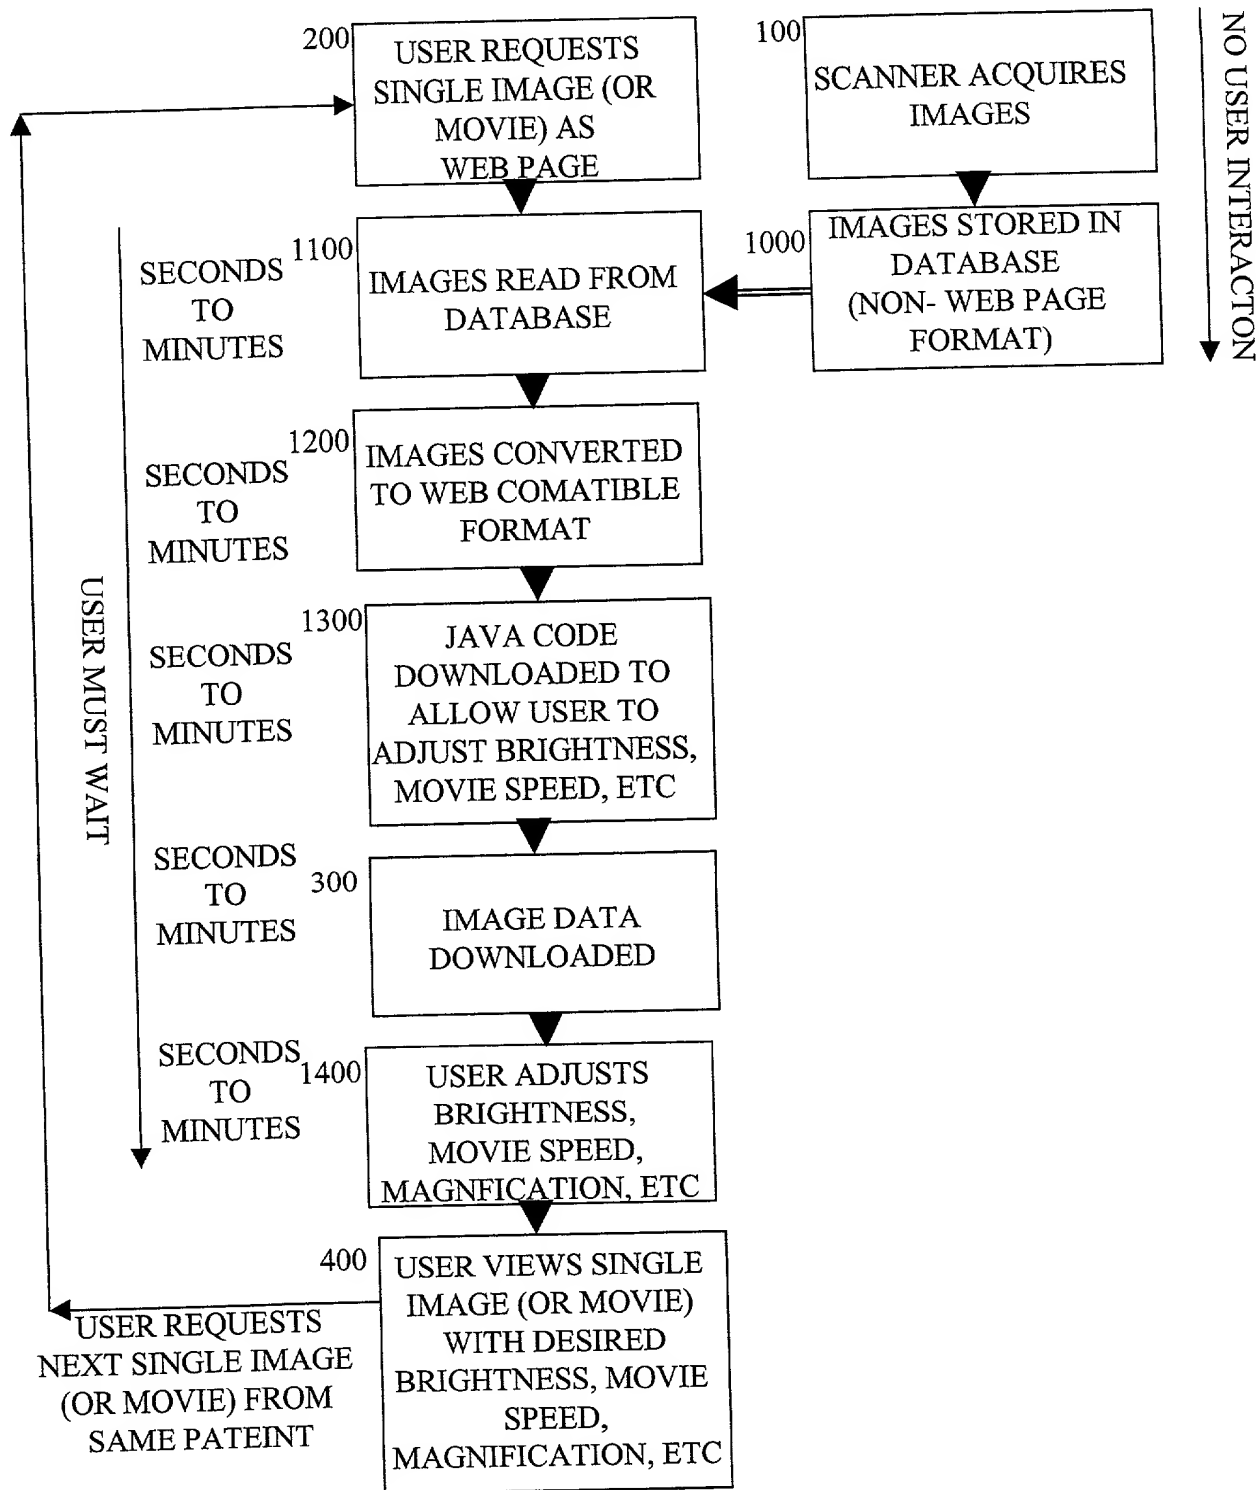 200
USER REQUESTS
SINGLE IMAGE (OR
MOVIE) AS
WEB PAGE
100
SCANNER ACQUIRES
IMAGES
NO USER INTERACTON
1100
IMAGES READ FROM
DATABASE
1000
IMAGES STORED IN
DATABASE
(NON- WEB PAGE
FORMAT)
SECONDS
TO
MINUTES
1200
IMAGES CONVERTED
TO WEB COMATIBLE
FORMAT
SECONDS
TO
MINUTES
USER MUST WAIT
1300
JAVA CODE
DOWNLOADED TO
ALLOW USER TO
ADJUST BRIGHTNESS,
MOVIE SPEED, ETC
SECONDS
TO
MINUTES
300
IMAGE DATA
DOWNLOADED
SECONDS
TO
MINUTES
1400
USER ADJUSTS
BRIGHTNESS,
MOVIE SPEED,
MAGNFICATION, ETC
SECONDS
TO
MINUTES
400
USER VIEWS SINGLE
IMAGE (OR MOVIE)
WITH DESIRED
BRIGHTNESS, MOVIE
SPEED,
MAGNIFICATION, ETC
USER REQUESTS
NEXT SINGLE IMAGE
(OR MOVIE) FROM
SAME PATEINT